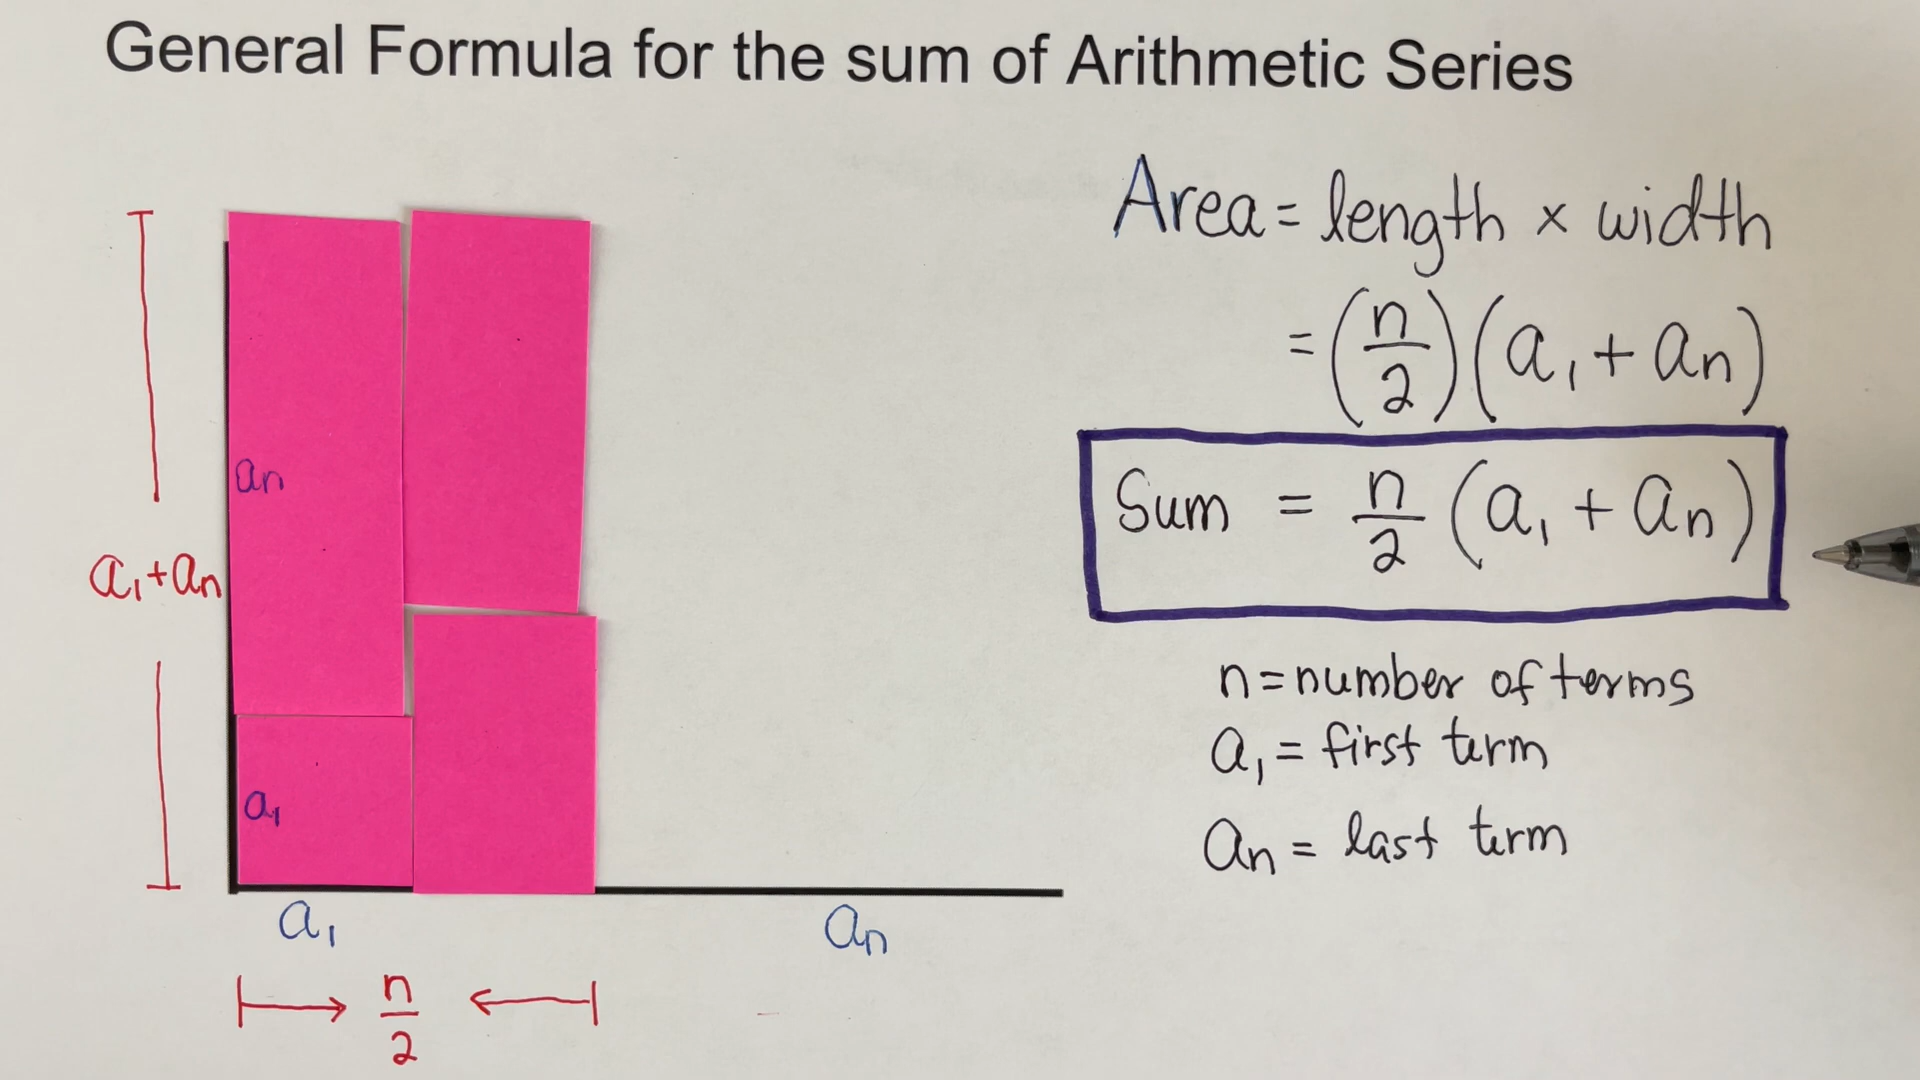 General Formula for the sum of Arithmetic Series
Area = length × width
= (n/2)(a₁ + aₙ)
Sum = n/2 (a₁ + aₙ)
n = number of terms
a₁ = first term
aₙ = last term
aₙ
a₁ + aₙ
a₁
a₁ aₙ
n/2